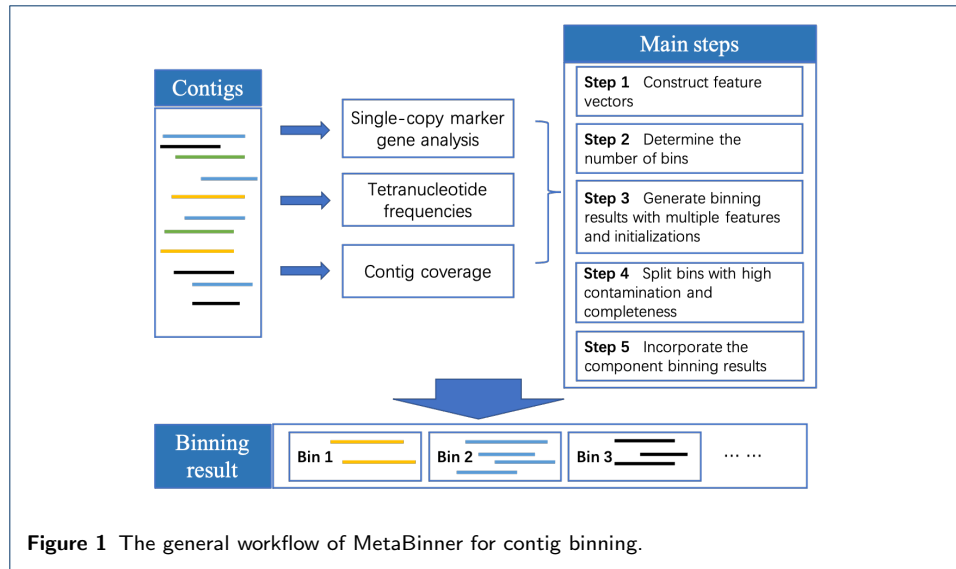 Contigs
Single-copy marker
gene analysis
Tetranucleotide
frequencies
Contig coverage
Main steps
Step 1 Construct feature
vectors
Step 2 Determine the
number of bins
Step 3 Generate binning
results with multiple features
and initializations
Step 4 Split bins with high
contamination and
completeness
Step 5 Incorporate the
component binning results
Binning
result
Bin 1
Bin 2
Bin 3
... ...
Figure 1 The general workflow of MetaBinner for contig binning.